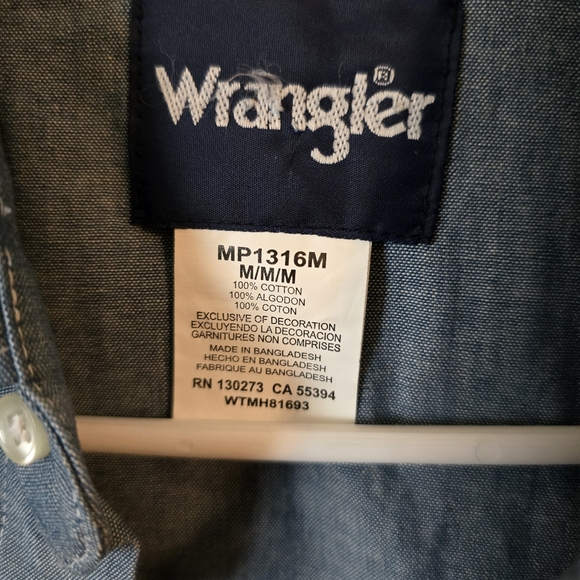 Wrangler®
MP1316M
M/M/M
100% COTTON
100% ALGODON
100% COTON
EXCLUSIVE OF DECORATION
EXCLUYENDO LA DECORACION
GARNITURES NON COMPRISES
MADE IN BANGLADESH
HECHO EN BANGLADESH
FABRIQUE AU BANGLADESH
RN 130273 CA 55394
WTMH81693